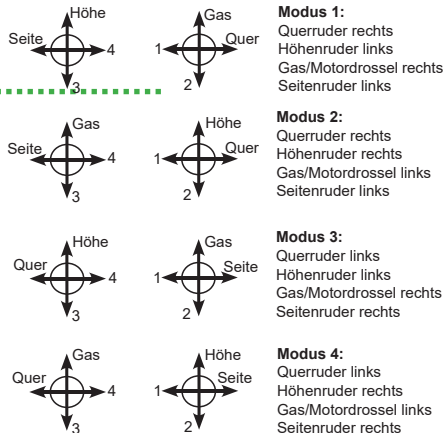 Höhe
Seite
4
3
Gas
Quer
1
2
Modus 1:
Querruder rechts
Höhenruder links
Gas/Motordrossel rechts
Seitenruder links
Gas
Seite
4
3
Höhe
Quer
1
2
Modus 2:
Querruder rechts
Höhenruder rechts
Gas/Motordrossel links
Seitenruder links
Höhe
Quer
4
3
Gas
Seite
1
2
Modus 3:
Querruder links
Höhenruder links
Gas/Motordrossel rechts
Seitenruder rechts
Gas
Quer
4
3
Höhe
Seite
1
2
Modus 4:
Querruder links
Höhenruder rechts
Gas/Motordrossel links
Seitenruder rechts